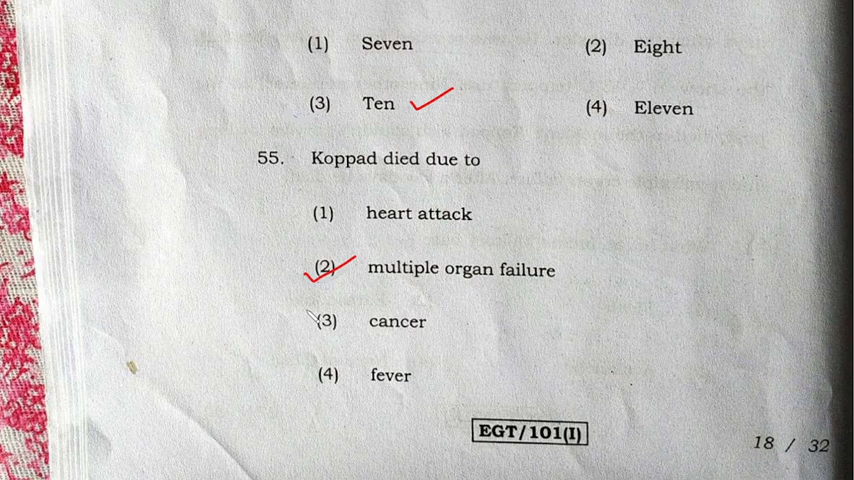 (1) Seven (2) Eight
(3) Ten (4) Eleven
55. Koppad died due to
(1) heart attack
(2) multiple organ failure
(3) cancer
(4) fever
EGT/101(I)
18 / 32